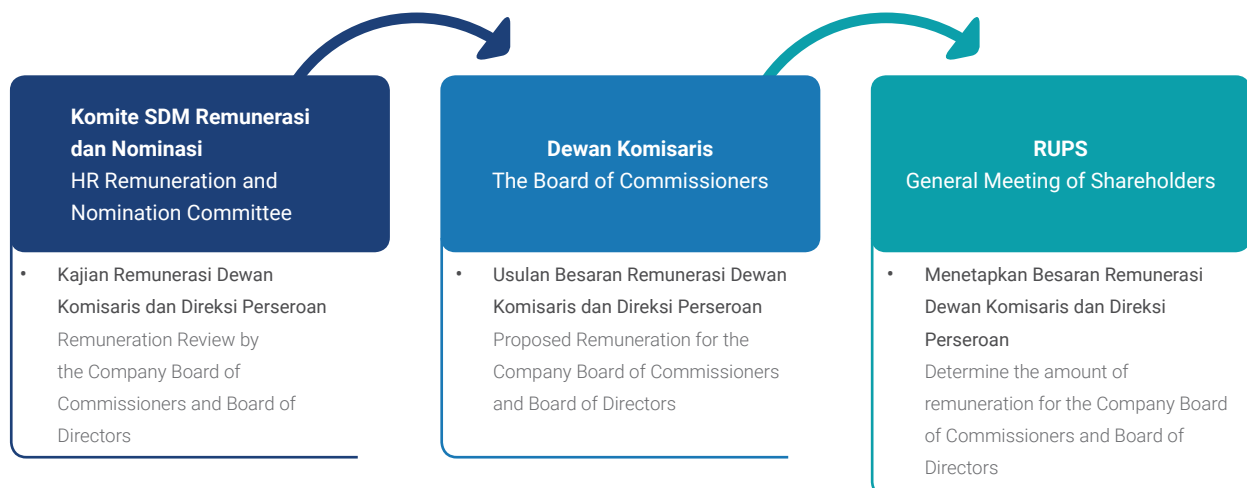 Komite SDM Remunerasi
dan Nominasi
HR Remuneration and
Nomination Committee
• Kajian Remunerasi Dewan
Komisaris dan Direksi Perseroan
Remuneration Review by
the Company Board of
Commissioners and Board of
Directors
Dewan Komisaris
The Board of Commissioners
• Usulan Besaran Remunerasi Dewan
Komisaris dan Direksi Perseroan
Proposed Remuneration for the
Company Board of Commissioners
and Board of Directors
RUPS
General Meeting of Shareholders
• Menetapkan Besaran Remunerasi
Dewan Komisaris dan Direksi
Perseroan
Determine the amount of
remuneration for the Company Board
of Commissioners and Board of
Directors